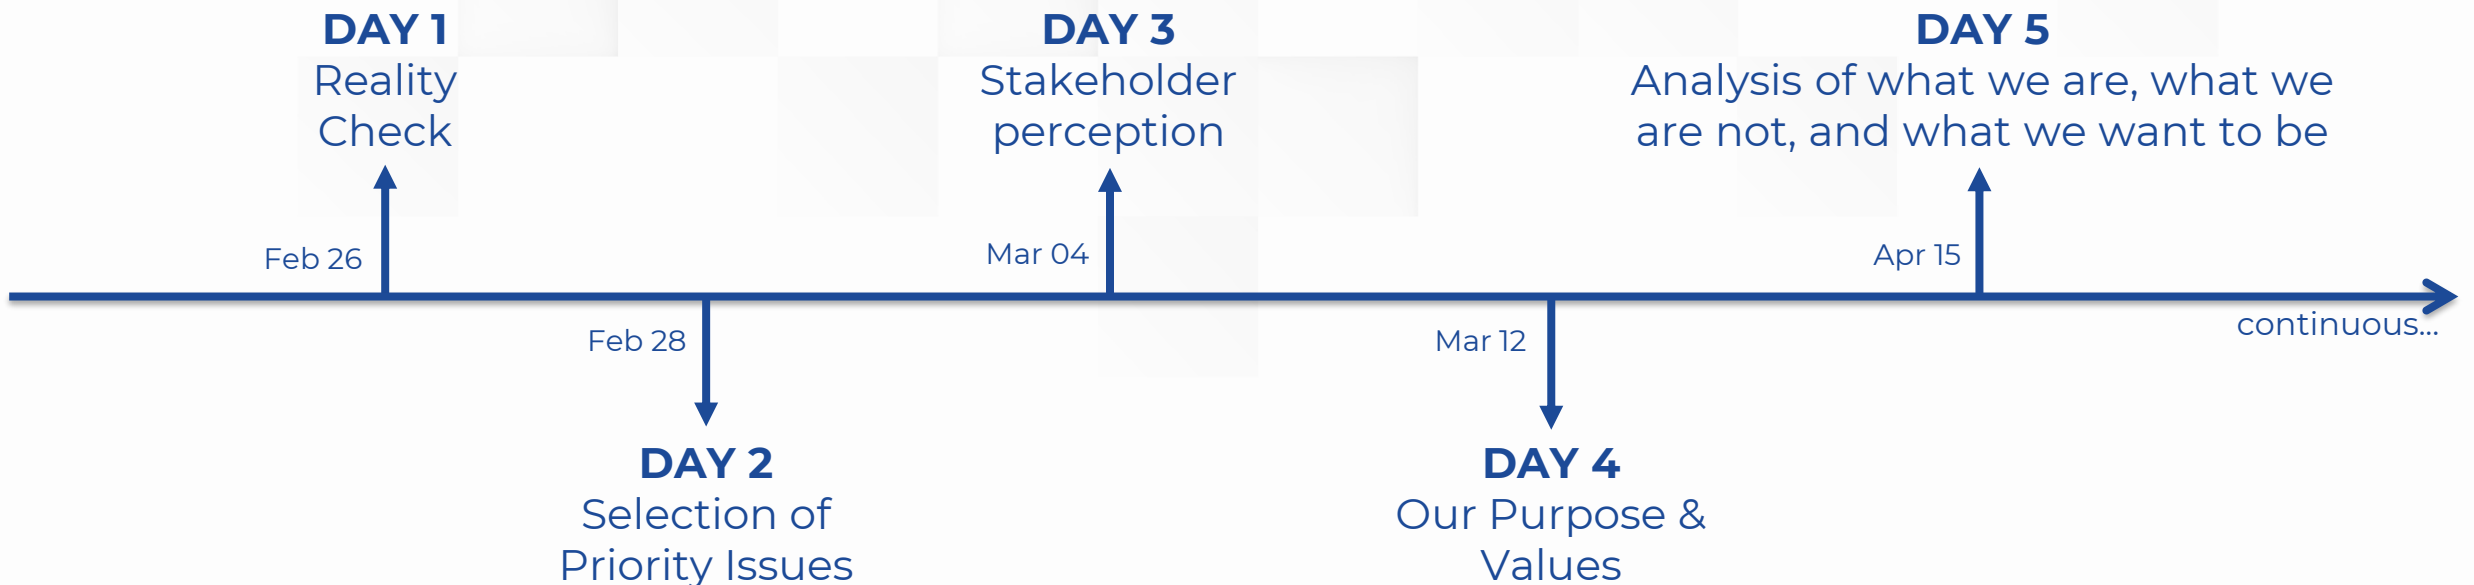 DAY 1
Reality
Check
Feb 26
DAY 2
Selection of
Priority Issues
Feb 28
DAY 3
Stakeholder
perception
Mar 04
DAY 4
Our Purpose &
Values
Mar 12
DAY 5
Analysis of what we are, what we
are not, and what we want to be
Apr 15
continuous...